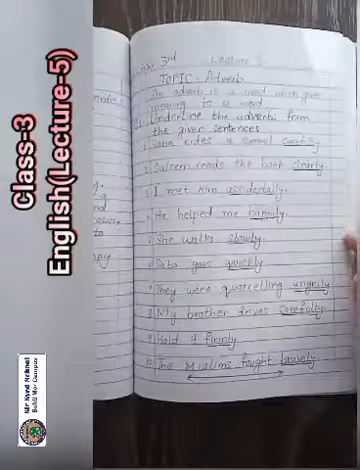 Class-3
English(Lecture-5)
Class 3rd Lecture 5
TOPIC: Adverb
An adverb is a word which give
meaning to a word.
Underline the adverbs from
the given sentences
Saba rides a camel carefully
2 Saleem reads the book clearly.
3 I met him accidentally.
4 He helped me happily.
5 She walks slowly.
6 Saba goes quickly
7 They were quarrelling angrily
8 My brother drives carefully.
9 Hold it firmly
10 The Muslims fought bravely.